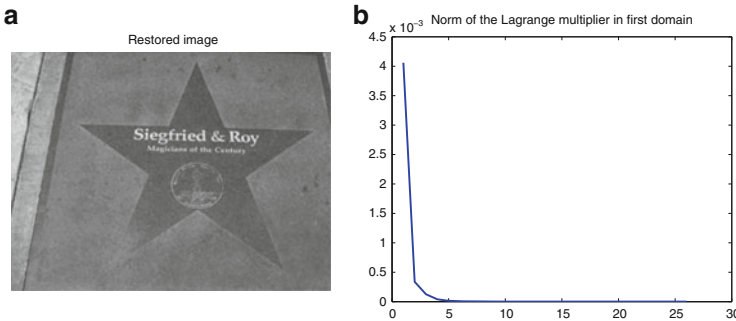 a
Restored image
Siegfried & Roy
Magicians of the Century
b
x 10⁻³
Norm of the Lagrange multiplier in first domain
4.5
4
3.5
3
2.5
2
1.5
1
0.5
0
0 5 10 15 20 25 30